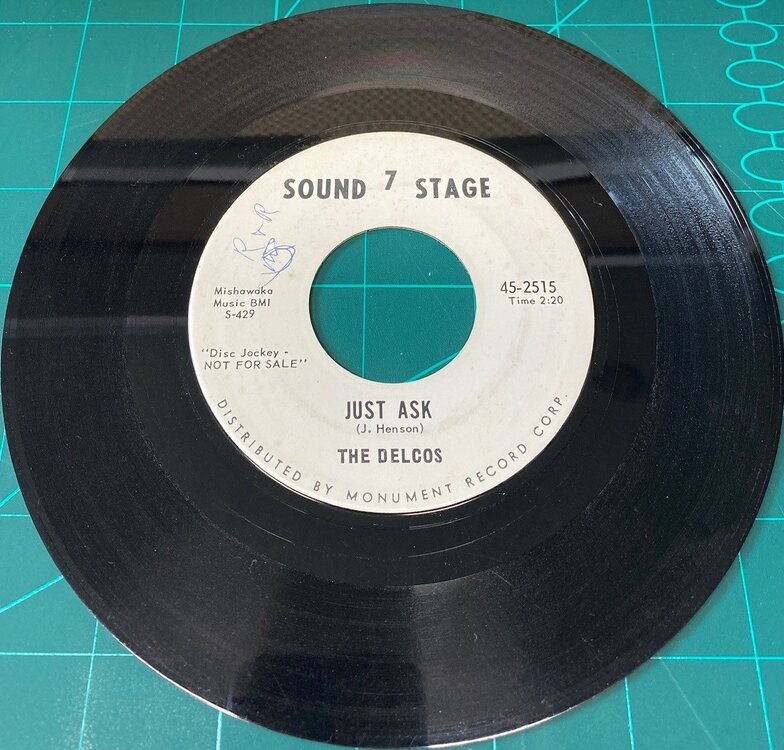 SOUND 7 STAGE
R & R
Mishawaka
Music BMI
S-429
45-2515
Time 2:20
"Disc Jockey -
NOT FOR SALE"
JUST ASK
(J. Henson)
THE DELCOS
DISTRIBUTED BY MONUMENT RECORD CORP.